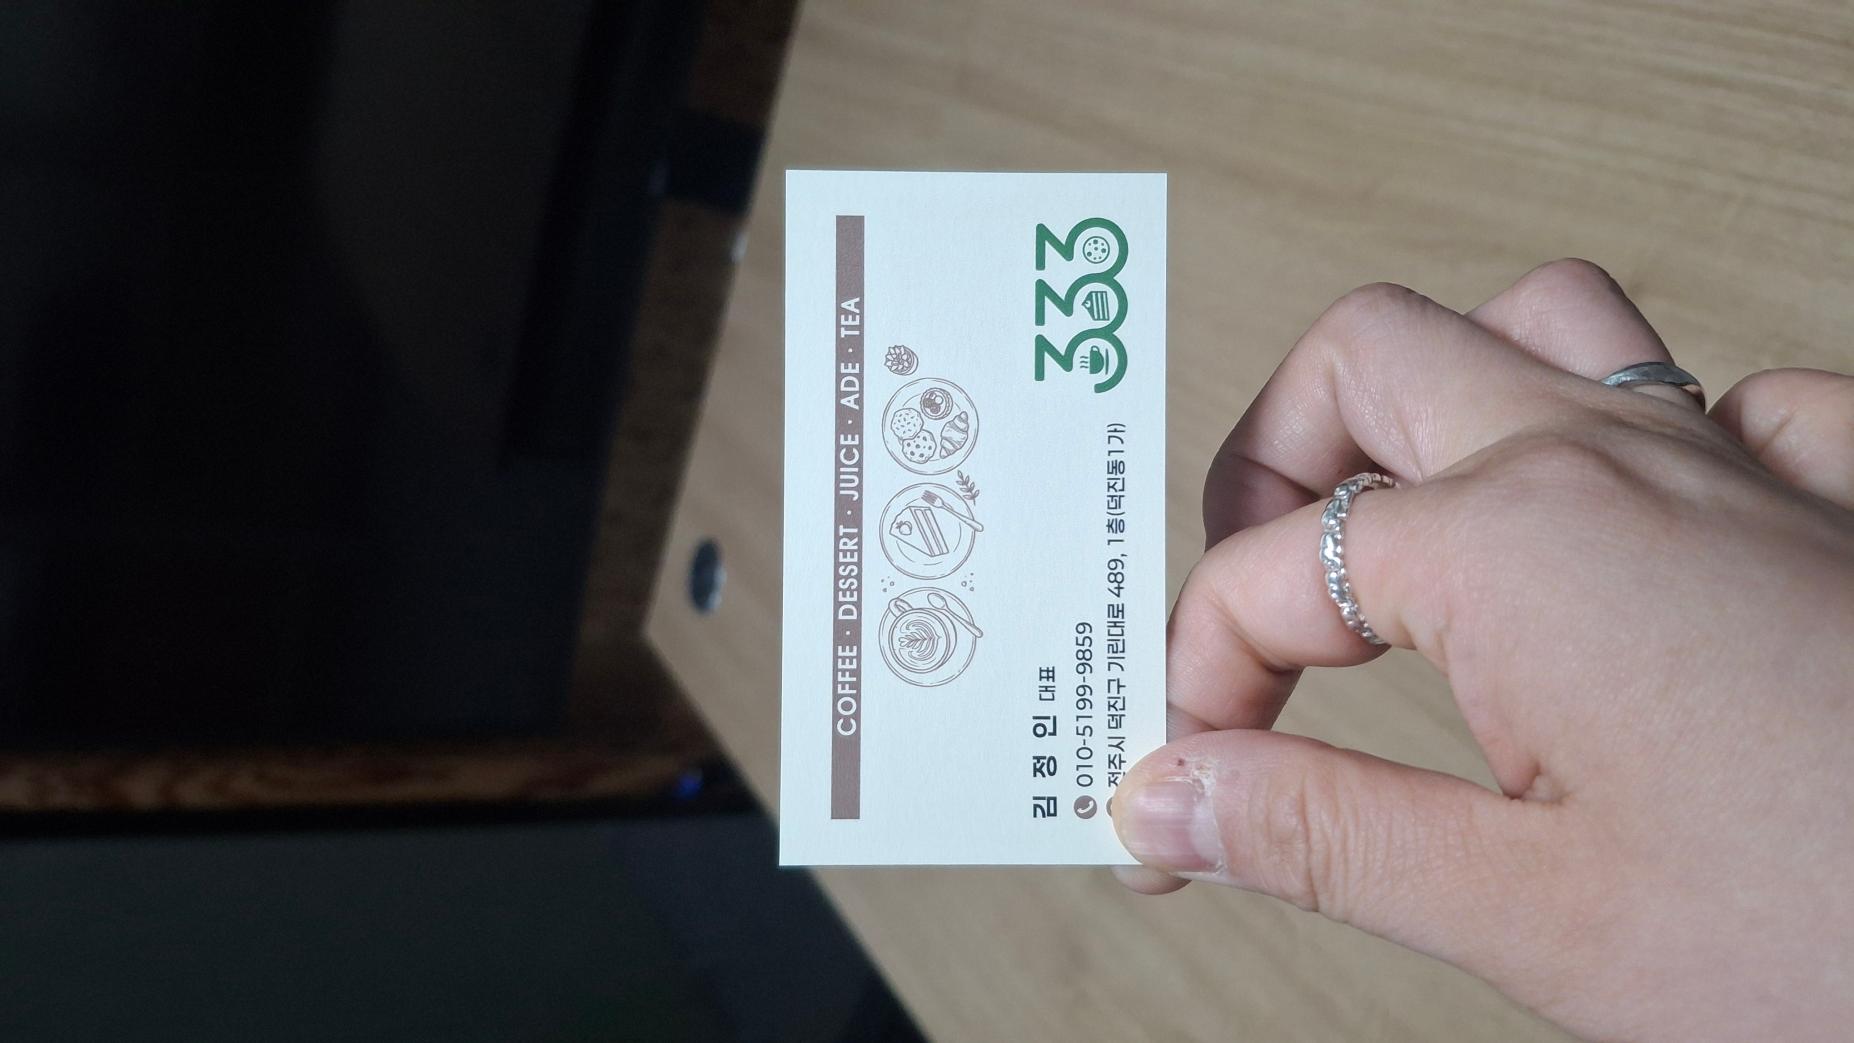 COFFEE · DESSERT · JUICE · ADE · TEA
김 정 인 대표
010-5199-9859
전주시 덕진구 기린대로 489, 1층(덕진동1가)
333